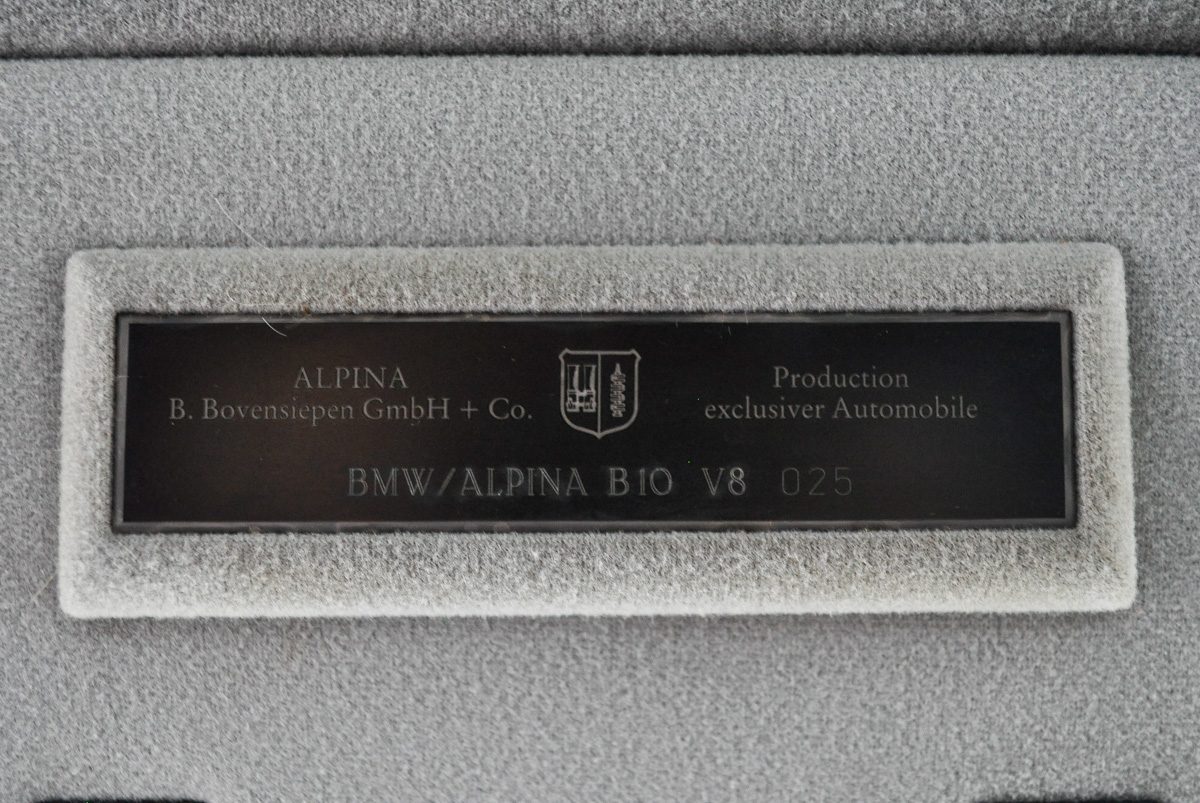 ALPINA
B. Bovensiepen GmbH + Co.
Production
exclusiver Automobile
BMW/ALPINA B10 V8 025